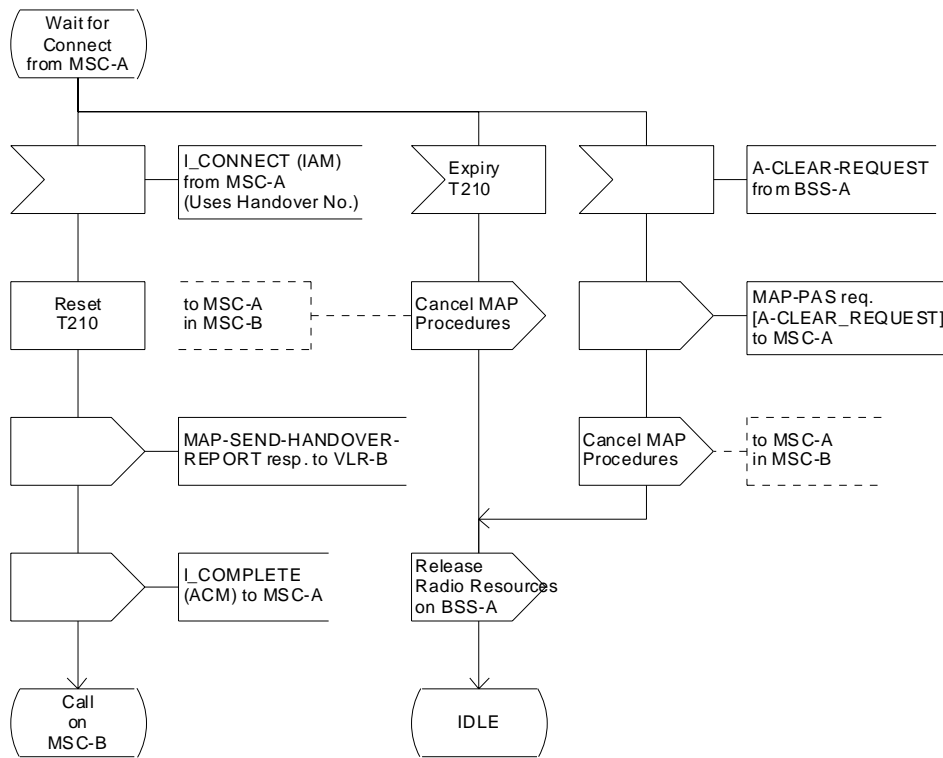 Wait for
Connect
from MSC-A
I_CONNECT (IAM)
from MSC-A
(Uses Handover No.)
Expiry
T210
A-CLEAR-REQUEST
from BSS-A
Reset
T210
to MSC-A
in MSC-B
Cancel MAP
Procedures
MAP-PAS req.
[A-CLEAR_REQUEST]
to MSC-A
MAP-SEND-HANDOVER-
REPORT resp. to VLR-B
Cancel MAP
Procedures
to MSC-A
in MSC-B
I_COMPLETE
(ACM) to MSC-A
Release
Radio Resources
on BSS-A
Call
on
MSC-B
IDLE